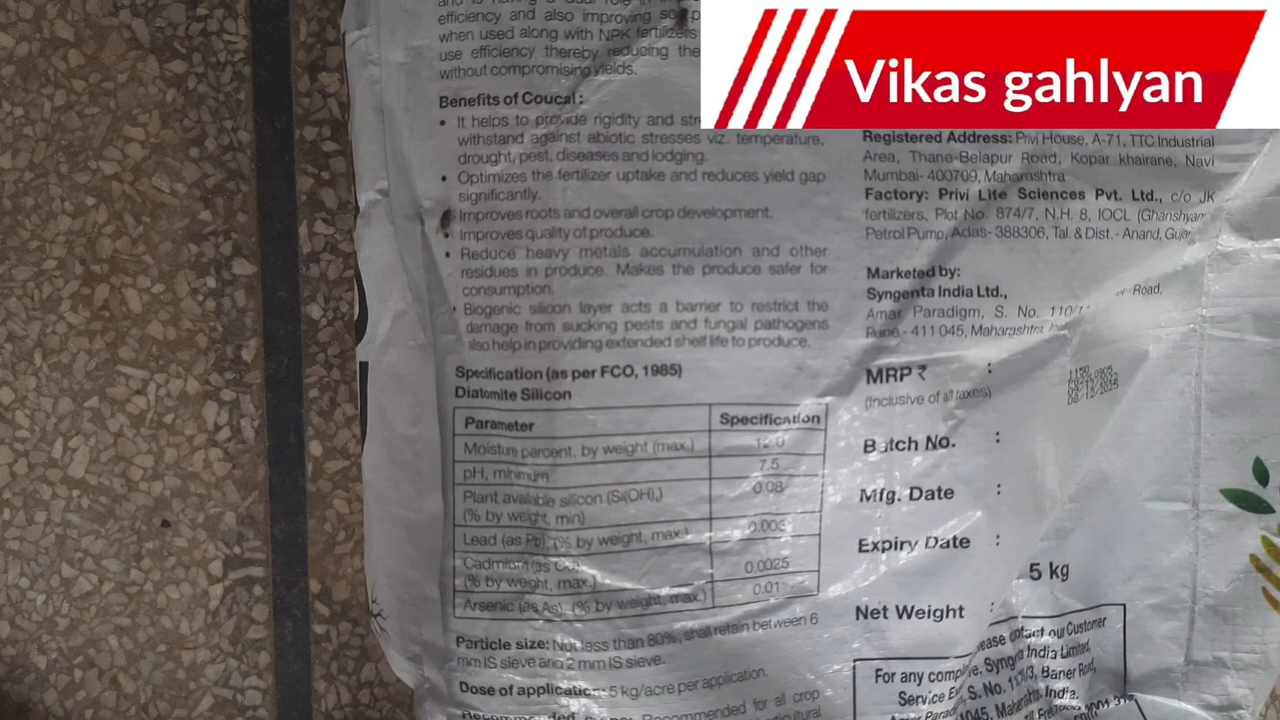 efficiency and also improving
when used along with NPK fertilizers
use efficiency thereby reducing the
without compromising yields.
Benefits of Coucal:
• It helps to provide rigidity and
withstand against abiotic stresses viz. temperature,
drought, pest, diseases and lodging.
• Optimizes the fertilizer uptake and reduces yield gap
significantly.
Improves roots and overall crop development.
• Improves quality of produce.
• Reduce heavy metals accumulation and other
residues in produce. Makes the produce safer for
consumption.
• Biogenic silicon layer acts a barrier to restrict the
damage from sucking pests and fungal pathogens
also help in providing extended shelf life to produce.
Specification (as per FCO, 1985)
Diatomite Silicon
Parameter Specification
Moisture percent, by weight (max.) 12.0
pH, minimum 7.5
Plant available silicon (Si(OH)4) 0.08
(% by weight, min)
Lead (as Pb), (% by weight, max.)
Cadmium (as Cd) 0.0025
(% by weight, max.)
Arsenic (as As), (% by weight, max.) 0.01
Particle size: Not less than 80%, shall retain between 6
mm IS sieve and 2 mm IS sieve.
Dose of application: 5 kg/acre per application.
Recommended for all crop
Vikas gahlyan
Registered Address: Privi House, A-71, TTC Industrial
Area, Thane-Belapur Road, Kopar khairane, Navi
Mumbai- 400709, Maharashtra
Factory: Privi Life Sciences Pvt. Ltd., c/o JK
fertilizers, Plot No. 874/7, N.H. 8, IOCL (Ghanshyam
Petrol Pump, Adas- 388306, Tal. & Dist.- Anand,
Marketed by:
Syngenta India Ltd.,
Amar Paradigm, S. No. Road,
Pune - 411 045, Maharashtra,
MRP ₹ :
(Inclusive of all taxes)
Batch No. :
Mfg. Date :
Expiry Date :
5 kg
Net Weight :
For any please contact our Customer
Service Syngenta India Limited,
Amar S. No. Baner Road,
Maharashtra, India.